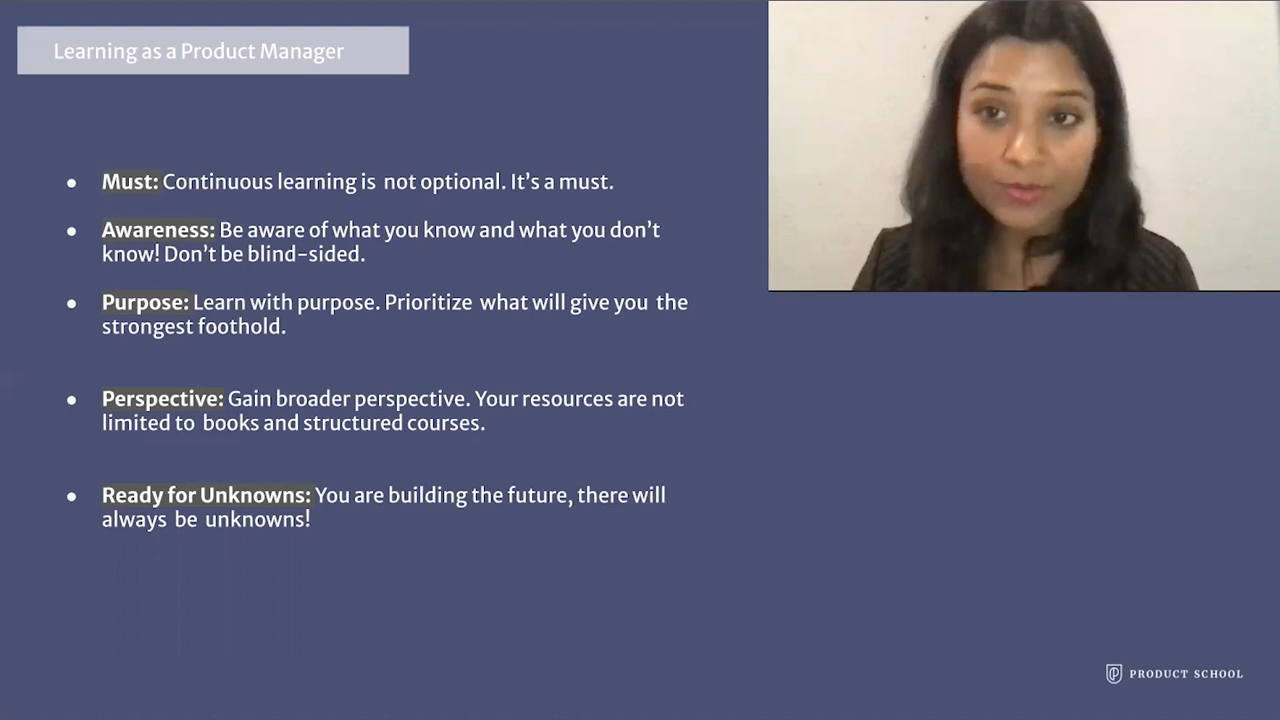 Learning as a Product Manager
● Must: Continuous learning is not optional. It’s a must.
● Awareness: Be aware of what you know and what you don’t
know! Don’t be blind-sided.
● Purpose: Learn with purpose. Prioritize what will give you the
strongest foothold.
● Perspective: Gain broader perspective. Your resources are not
limited to books and structured courses.
● Ready for Unknowns: You are building the future, there will
always be unknowns!
PRODUCT SCHOOL